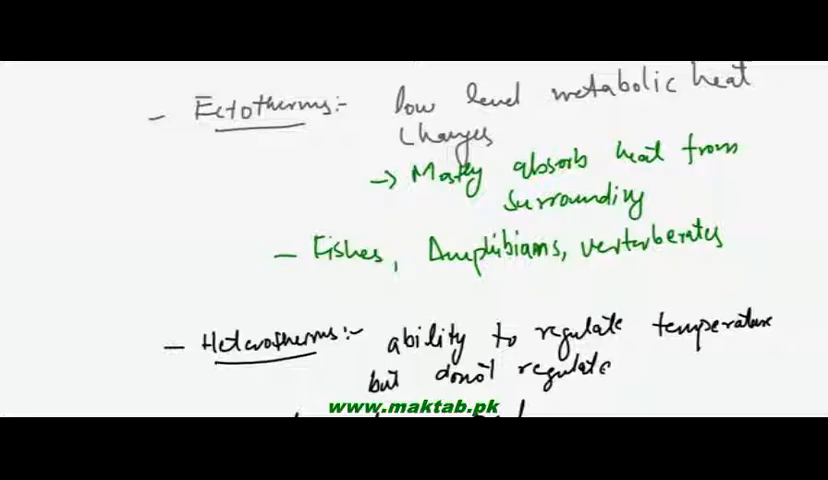 - Ectotherms:- low level metabolic heat
changes
→ Mostly absorb heat from
surrounding
- Fishes, Amphibians, verterberates
- Heterotherms:- ability to regulate temperature
but donot regulate
www.maktab.pk